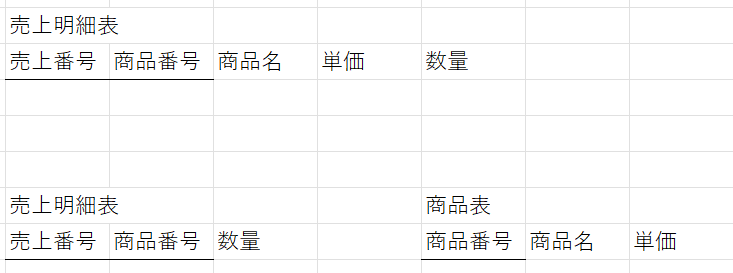 売上明細表
売上番号 商品番号 商品名 単価 数量
売上明細表 商品表
売上番号 商品番号 数量 商品番号 商品名 単価